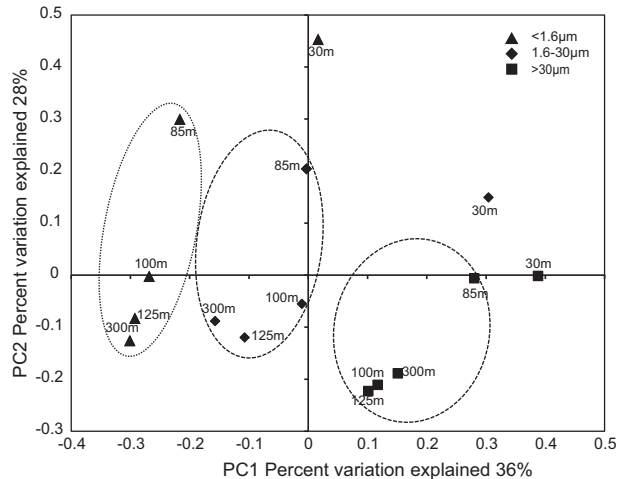 0.5
0.4
0.3
0.2
0.1
0
-0.1
-0.2
-0.3
-0.4
-0.3
-0.2
-0.1
0
0.1
0.2
0.3
0.4
0.5
PC2 Percent variation explained 28%
PC1 Percent variation explained 36%
<1.6µm
1.6-30µm
>30µm
30m
85m
85m
30m
100m
30m
85m
300m
100m
125m
300m
125m
100m
300m
125m